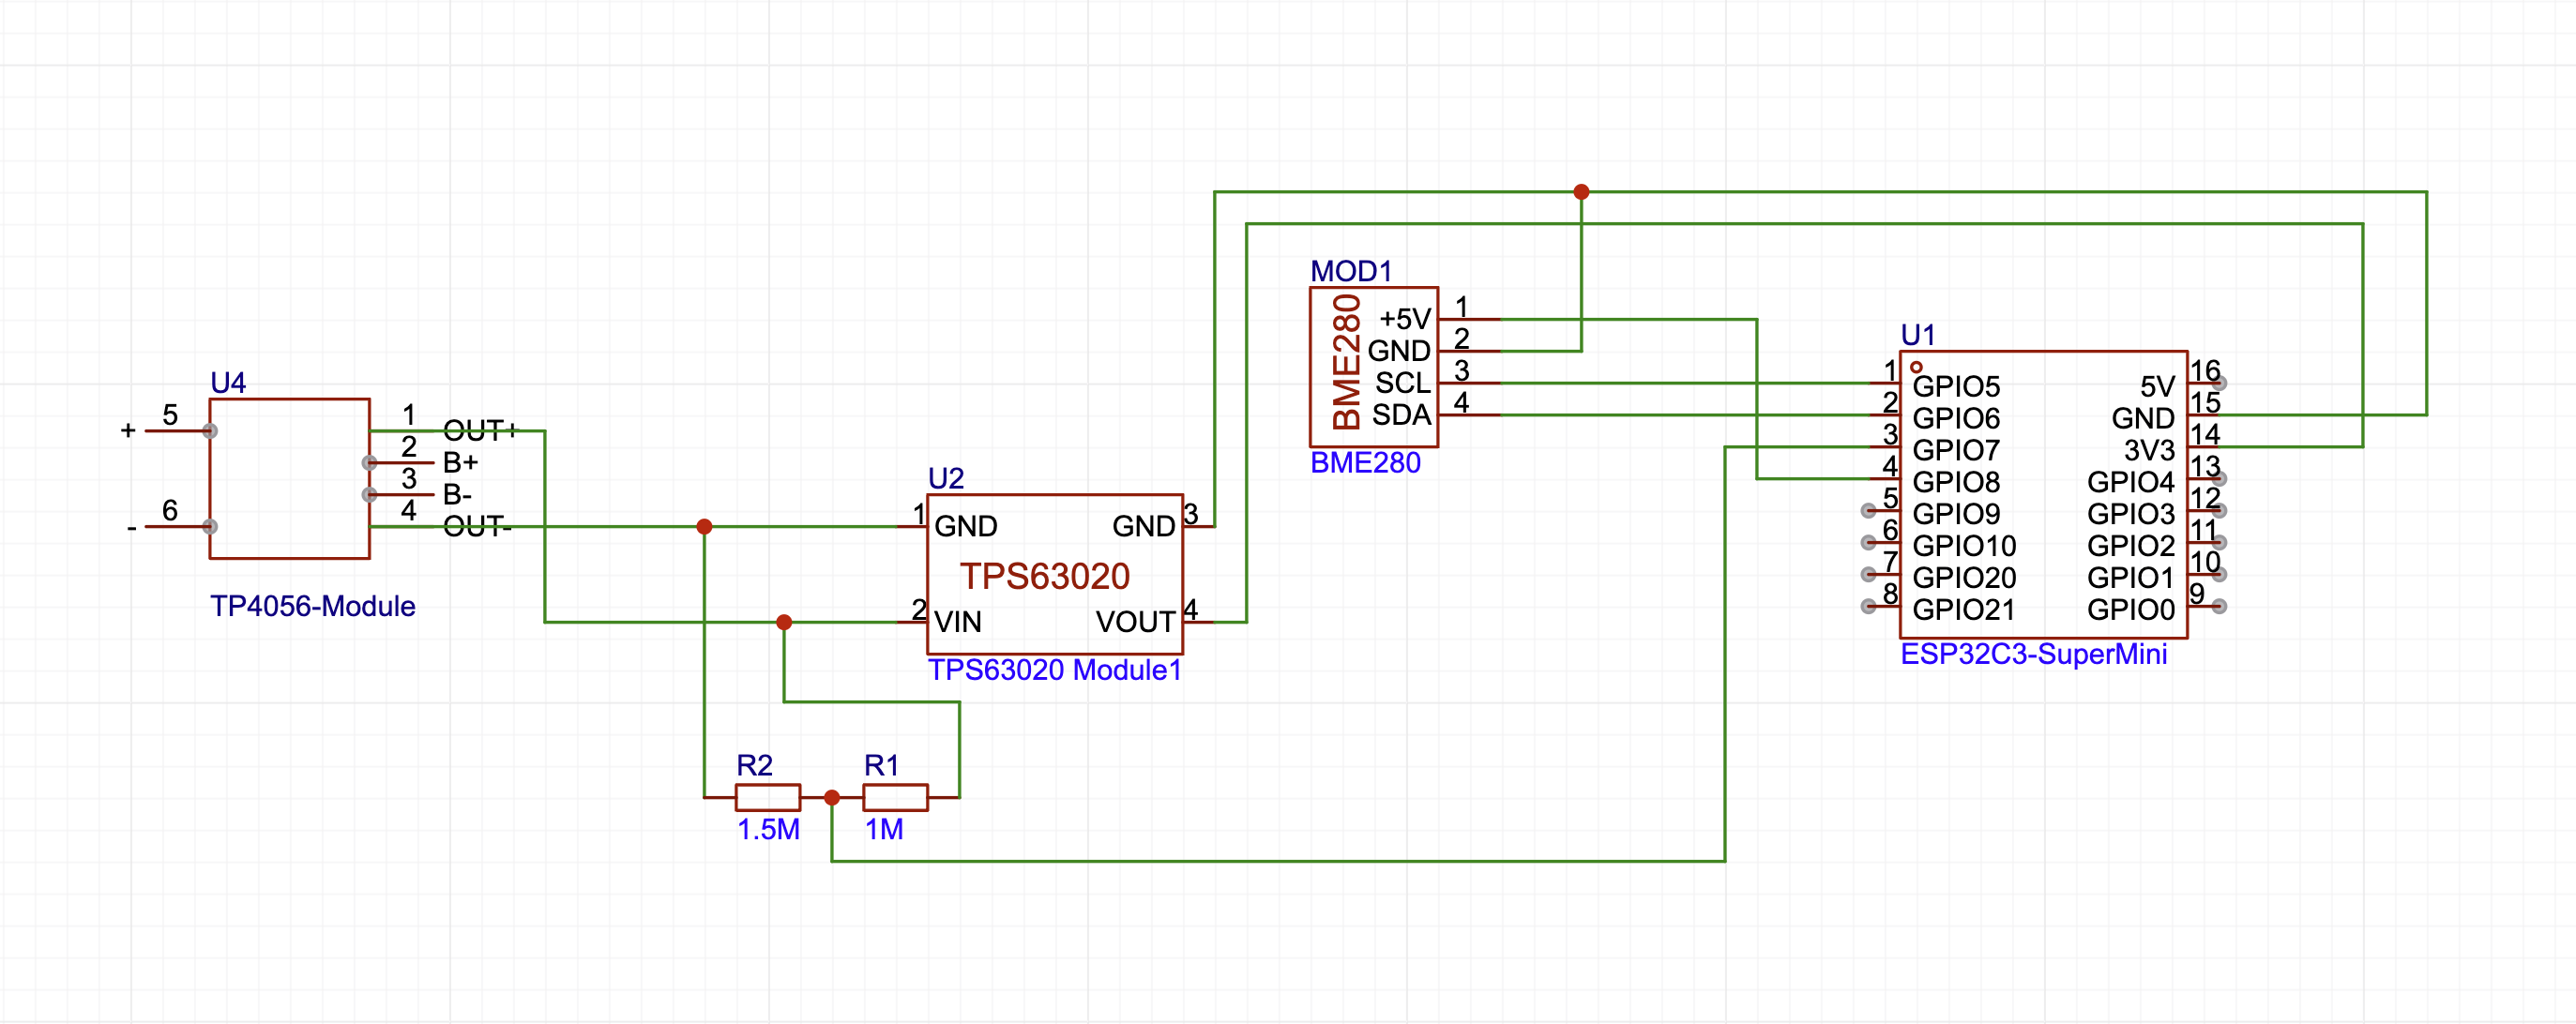 U4
+ 5
- 6
1 OUT+
2 B+
3 B-
4 OUT-
TP4056-Module
U2
1 GND
2 VIN
GND 3
VOUT 4
TPS63020
TPS63020 Module1
R2
1.5M
R1
1M
MOD1
BME280
+5V 1
GND 2
SCL 3
SDA 4
BME280
U1
1 GPIO5
2 GPIO6
3 GPIO7
4 GPIO8
5 GPIO9
6 GPIO10
7 GPIO20
8 GPIO21
5V 16
GND 15
3V3 14
GPIO4 13
GPIO3 12
GPIO2 11
GPIO1 10
GPIO0 9
ESP32C3-SuperMini